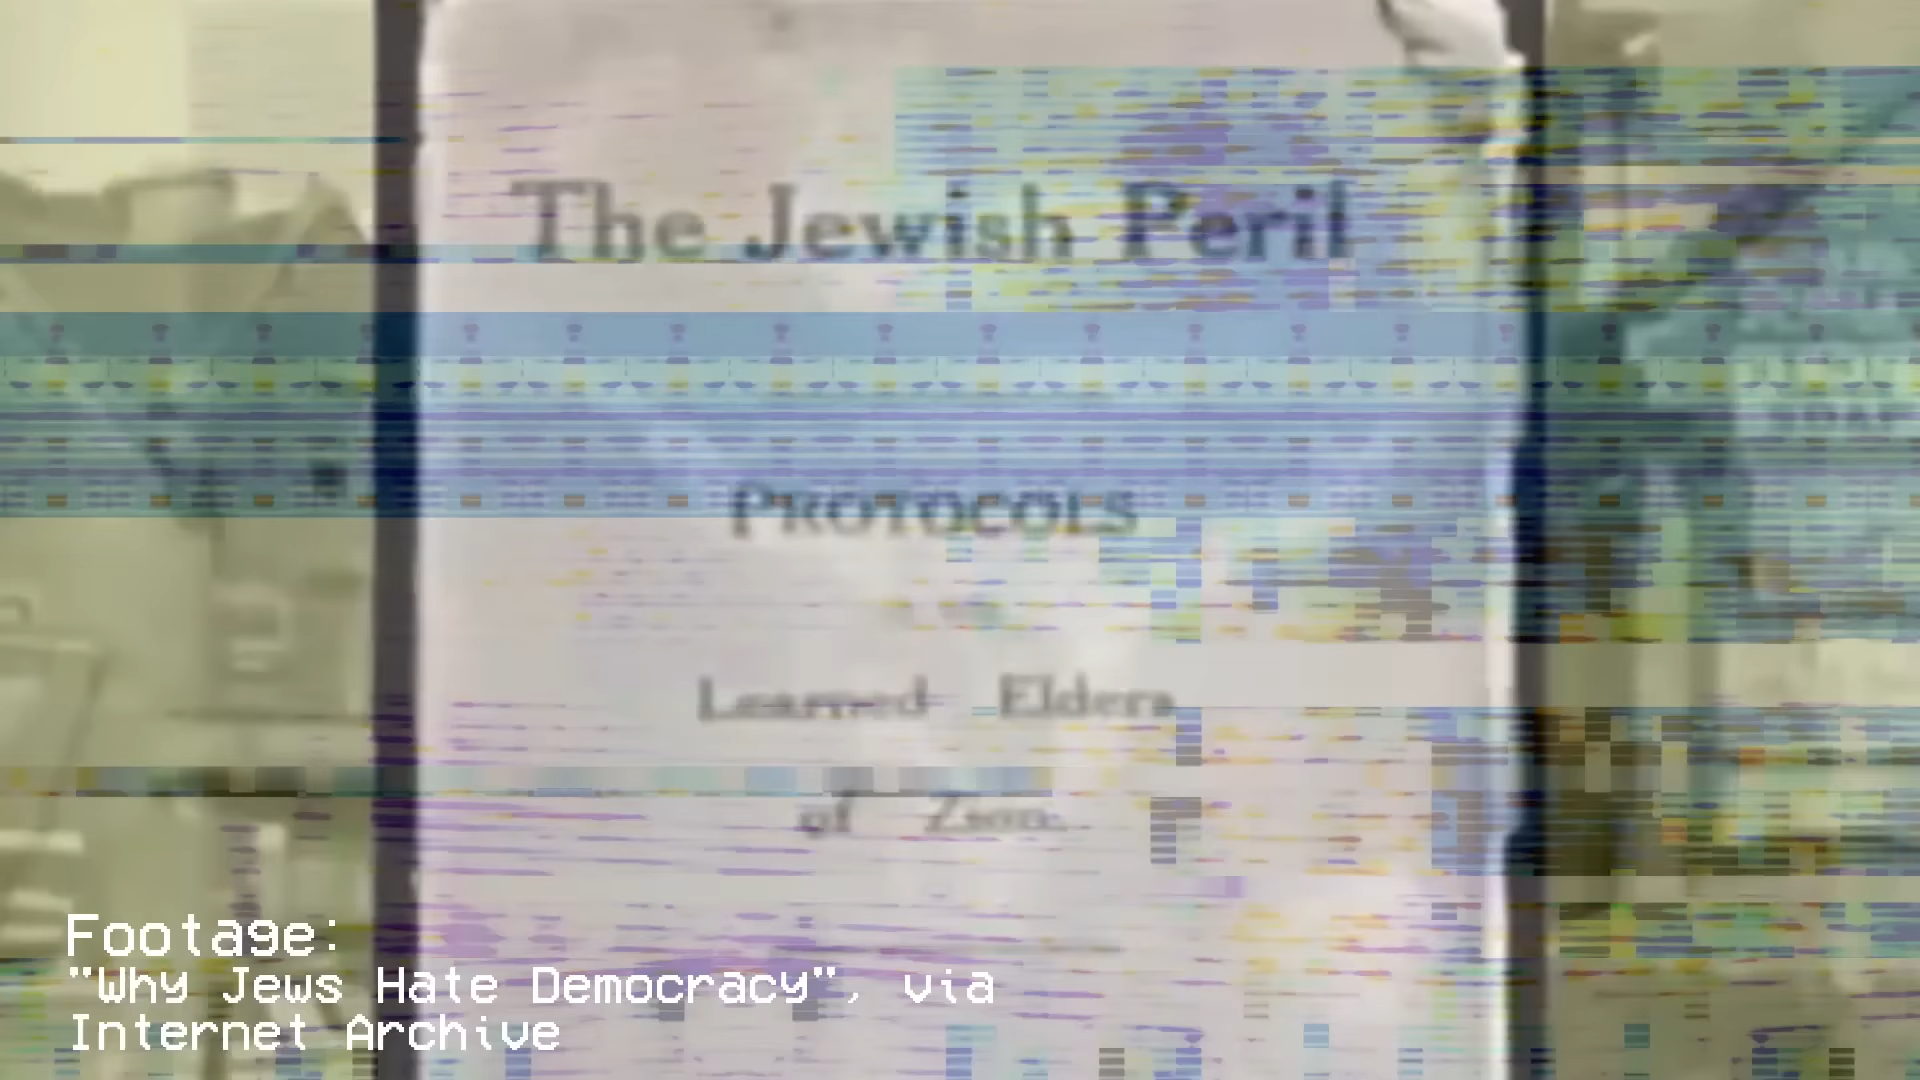 The Jewish Peril
PROTOCOLS
Learned Elders
of Zion.
Footage:
"Why Jews Hate Democracy", via
Internet Archive